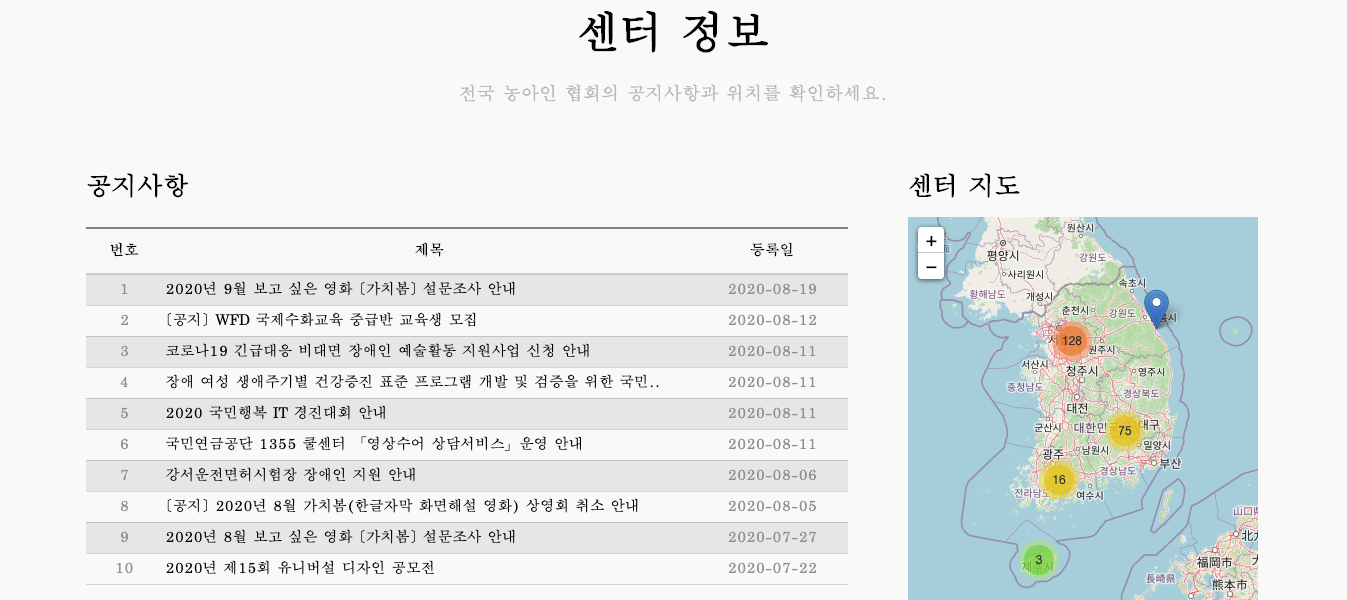 센터 정보
전국 농아인 협회의 공지사항과 위치를 확인하세요.
공지사항
번호 제목 등록일
1 2020년 9월 보고 싶은 영화 [가치봄] 설문조사 안내 2020-08-19
2 [공지] WFD 국제수화교육 중급반 교육생 모집 2020-08-12
3 코로나19 긴급대응 비대면 장애인 예술활동 지원사업 신청 안내 2020-08-11
4 장애 여성 생애주기별 건강증진 표준 프로그램 개발 및 검증을 위한 국민.. 2020-08-11
5 2020 국민행복 IT 경진대회 안내 2020-08-11
6 국민연금공단 1355 콜센터 「영상수어 상담서비스」운영 안내 2020-08-11
7 강서운전면허시험장 장애인 지원 안내 2020-08-06
8 [공지] 2020년 8월 가치봄(한글자막 화면해설 영화) 상영회 취소 안내 2020-08-05
9 2020년 8월 보고 싶은 영화 [가치봄] 설문조사 안내 2020-07-27
10 2020년 제15회 유니버설 디자인 공모전 2020-07-22
센터 지도
+
−
원산시
평양시
강원도
사리원시
속초시
황해남도
개성시
춘천시
강원도
128
원주시
서산시
청주시
영주시
충청남도
경상북도
대전
군산시
대한민
75
대구
밀양시
광주
남원시
부산
경상남도
16
전라남도
여수시
3
山口県
北九
福岡市
長崎県
熊本市